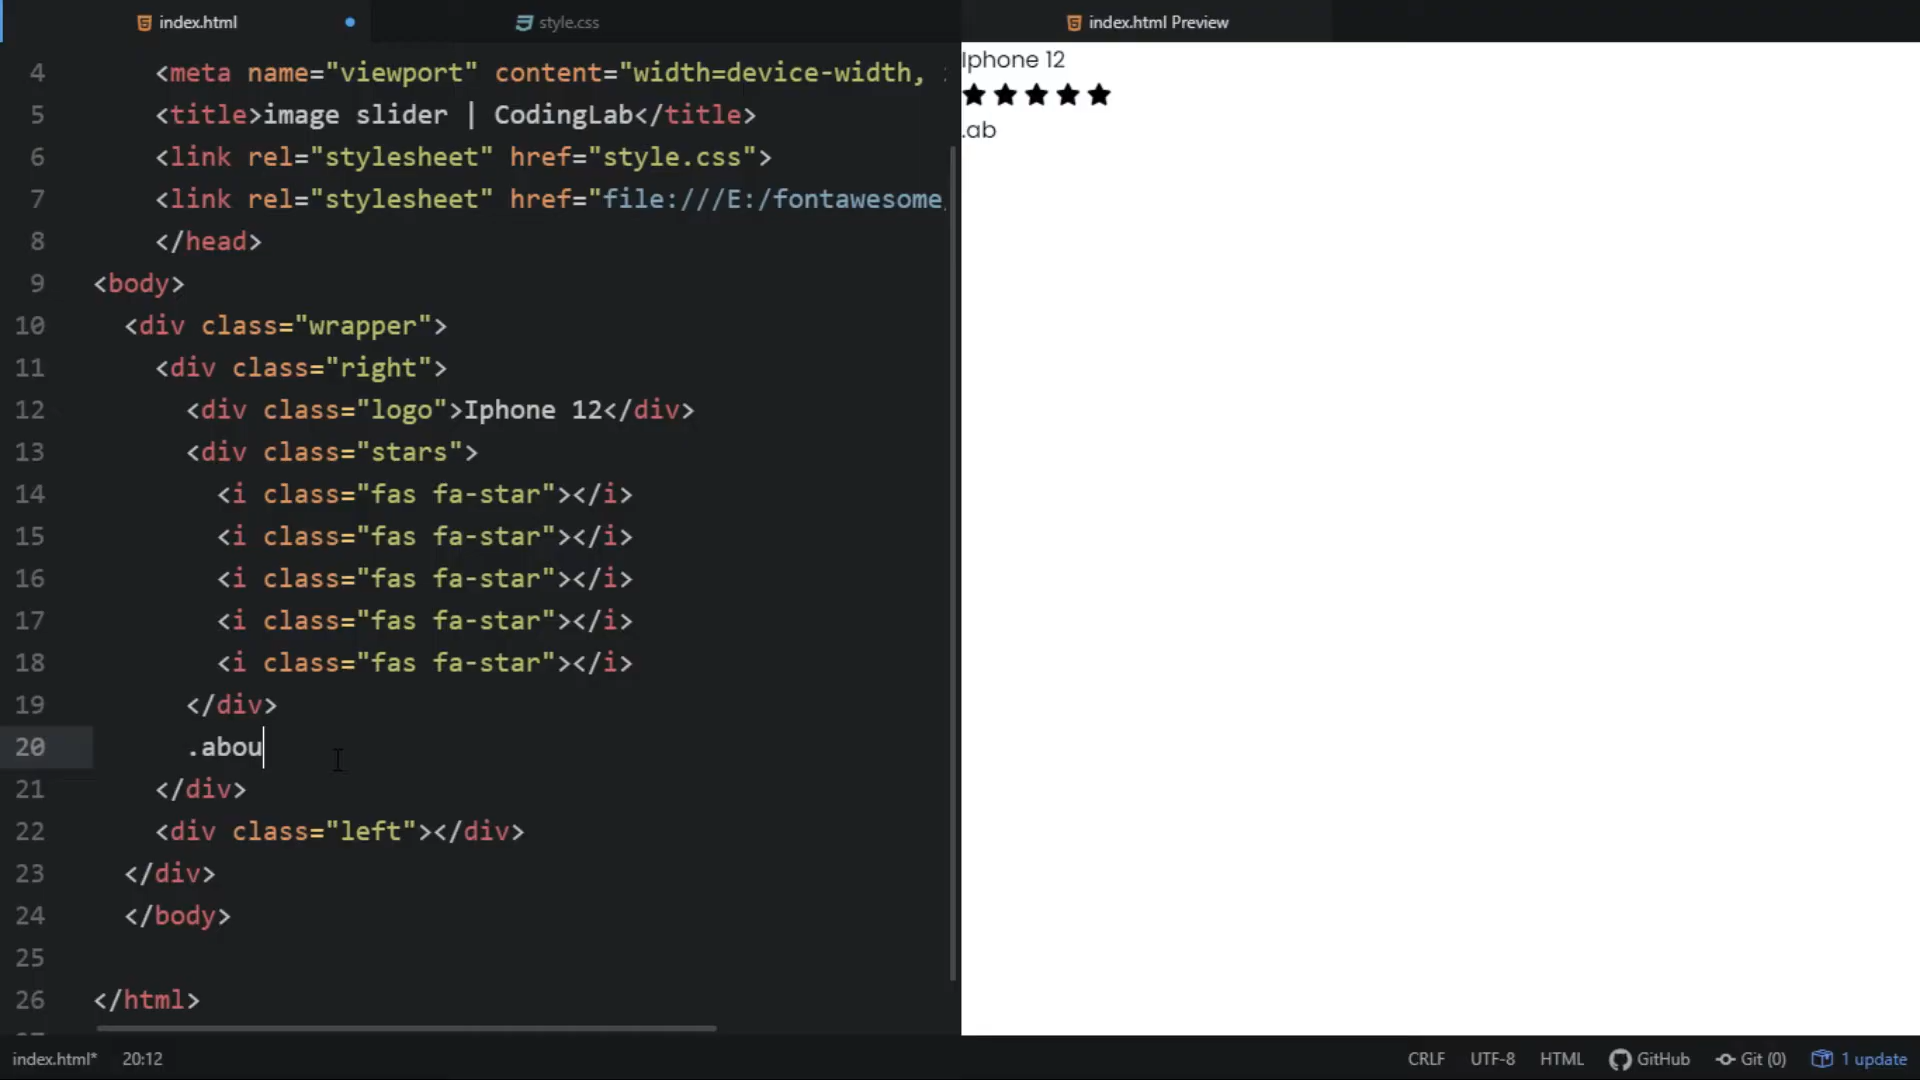 index.html
style.css
index.html Preview
4 <meta name="viewport" content="width=device-width,
5 <title>image slider | CodingLab</title>
6 <link rel="stylesheet" href="style.css">
7 <link rel="stylesheet" href="file:///E:/fontawesome
8 </head>
9 <body>
10 <div class="wrapper">
11 <div class="right">
12 <div class="logo">Iphone 12</div>
13 <div class="stars">
14 <i class="fas fa-star"></i>
15 <i class="fas fa-star"></i>
16 <i class="fas fa-star"></i>
17 <i class="fas fa-star"></i>
18 <i class="fas fa-star"></i>
19 </div>
20 .abou
21 </div>
22 <div class="left"></div>
23 </div>
24 </body>
25
26 </html>
Iphone 12
.ab
index.html* 20:12 CRLF UTF-8 HTML GitHub Git (0) 1 update